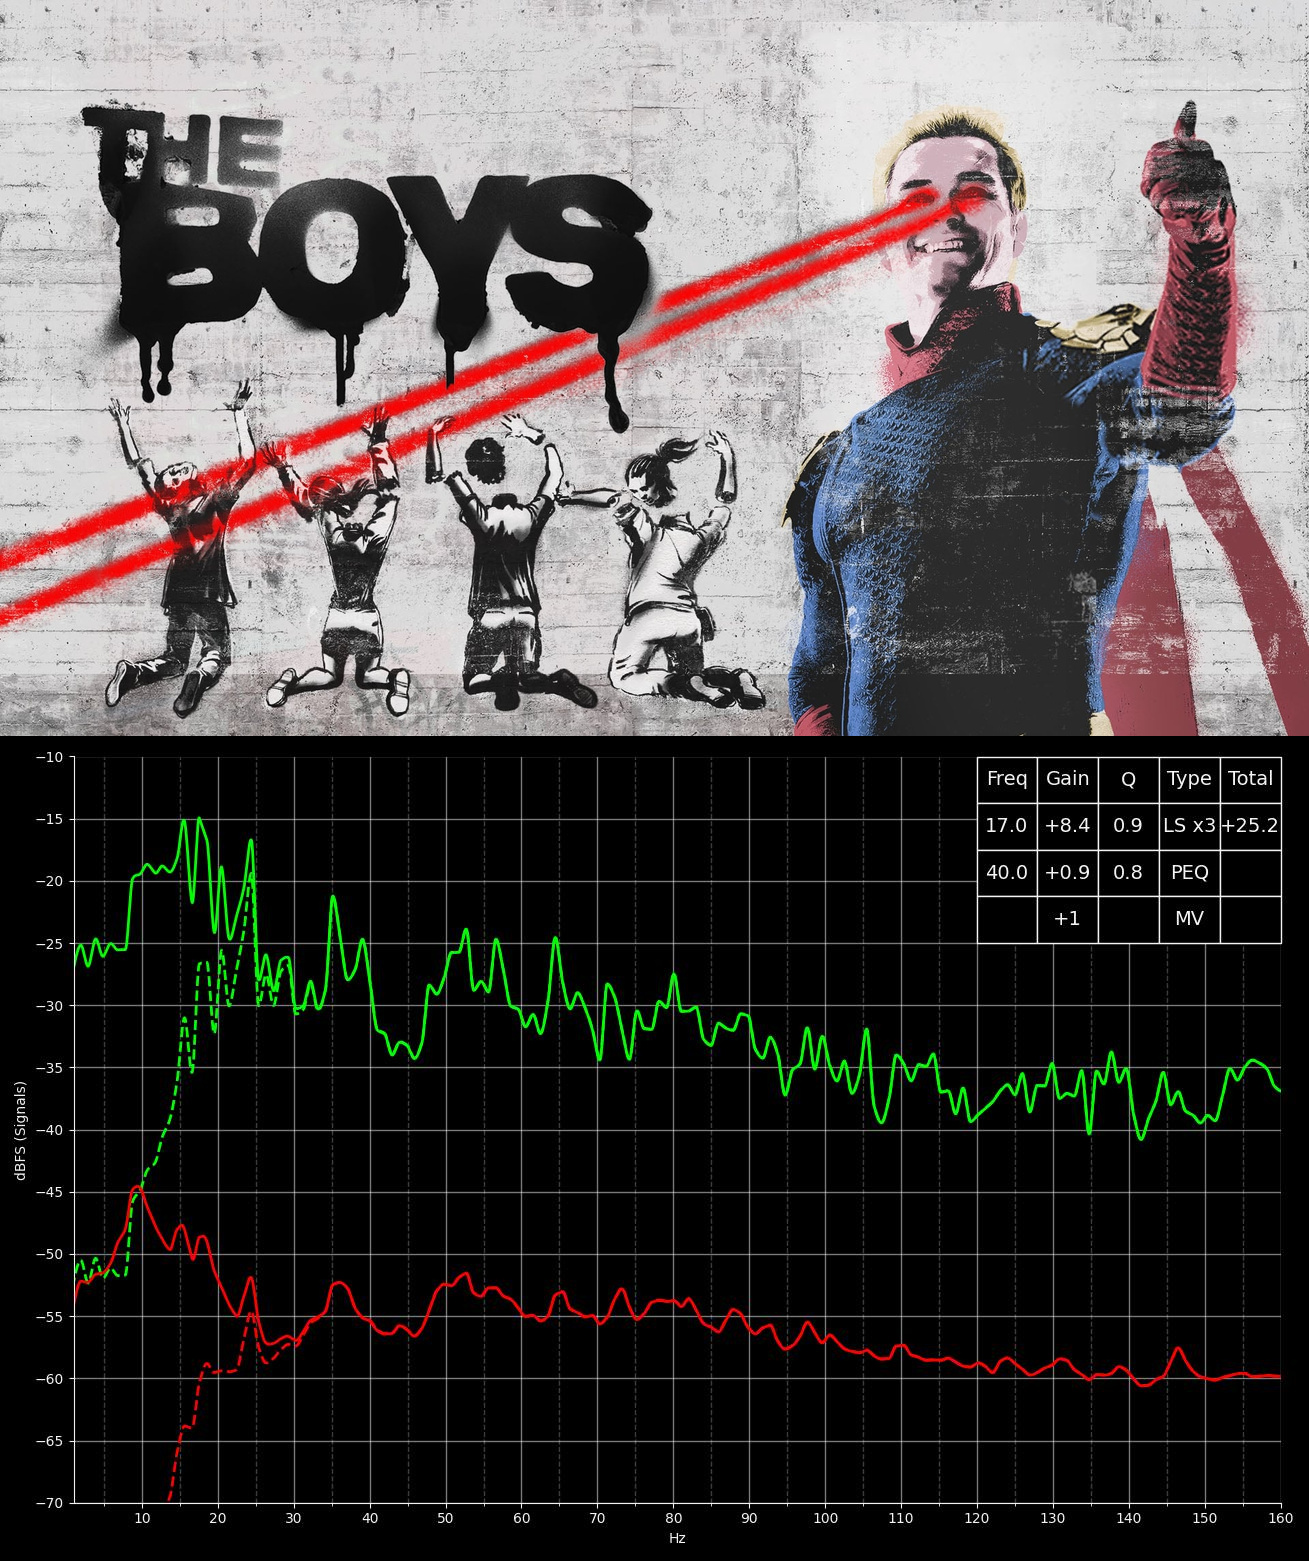 THE
BOYS
Freq Gain Q Type Total
17.0 +8.4 0.9 LS x3 +25.2
40.0 +0.9 0.8 PEQ
+1 MV
−10
−15
−20
−25
−30
−35
−40
−45
−50
−55
−60
−65
−70
dBFS (Signals)
10 20 30 40 50 60 70 80 90 100 110 120 130 140 150 160
Hz